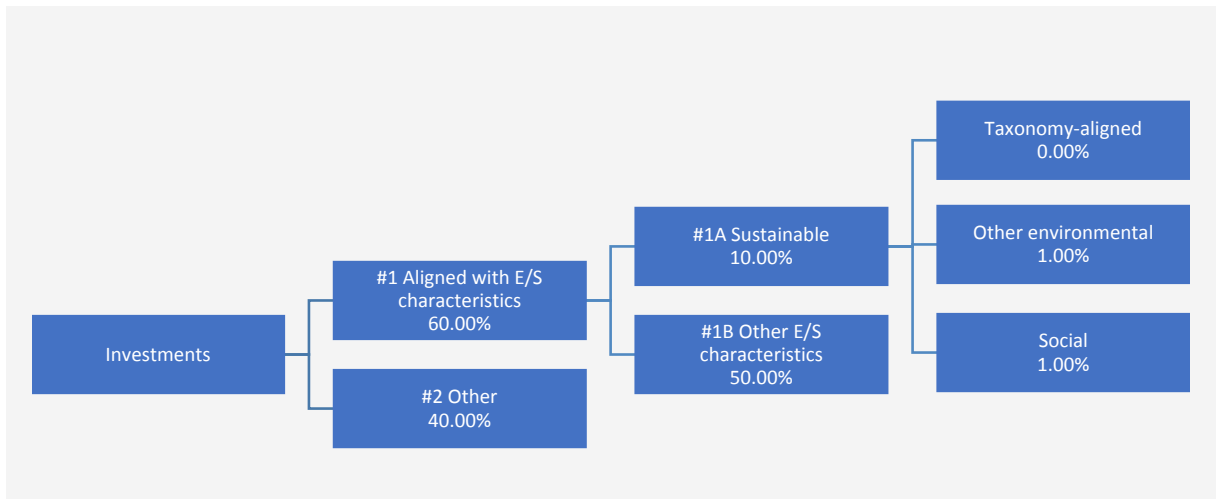 Investments
#1 Aligned with E/S
characteristics
60.00%
#2 Other
40.00%
#1A Sustainable
10.00%
#1B Other E/S
characteristics
50.00%
Taxonomy-aligned
0.00%
Other environmental
1.00%
Social
1.00%